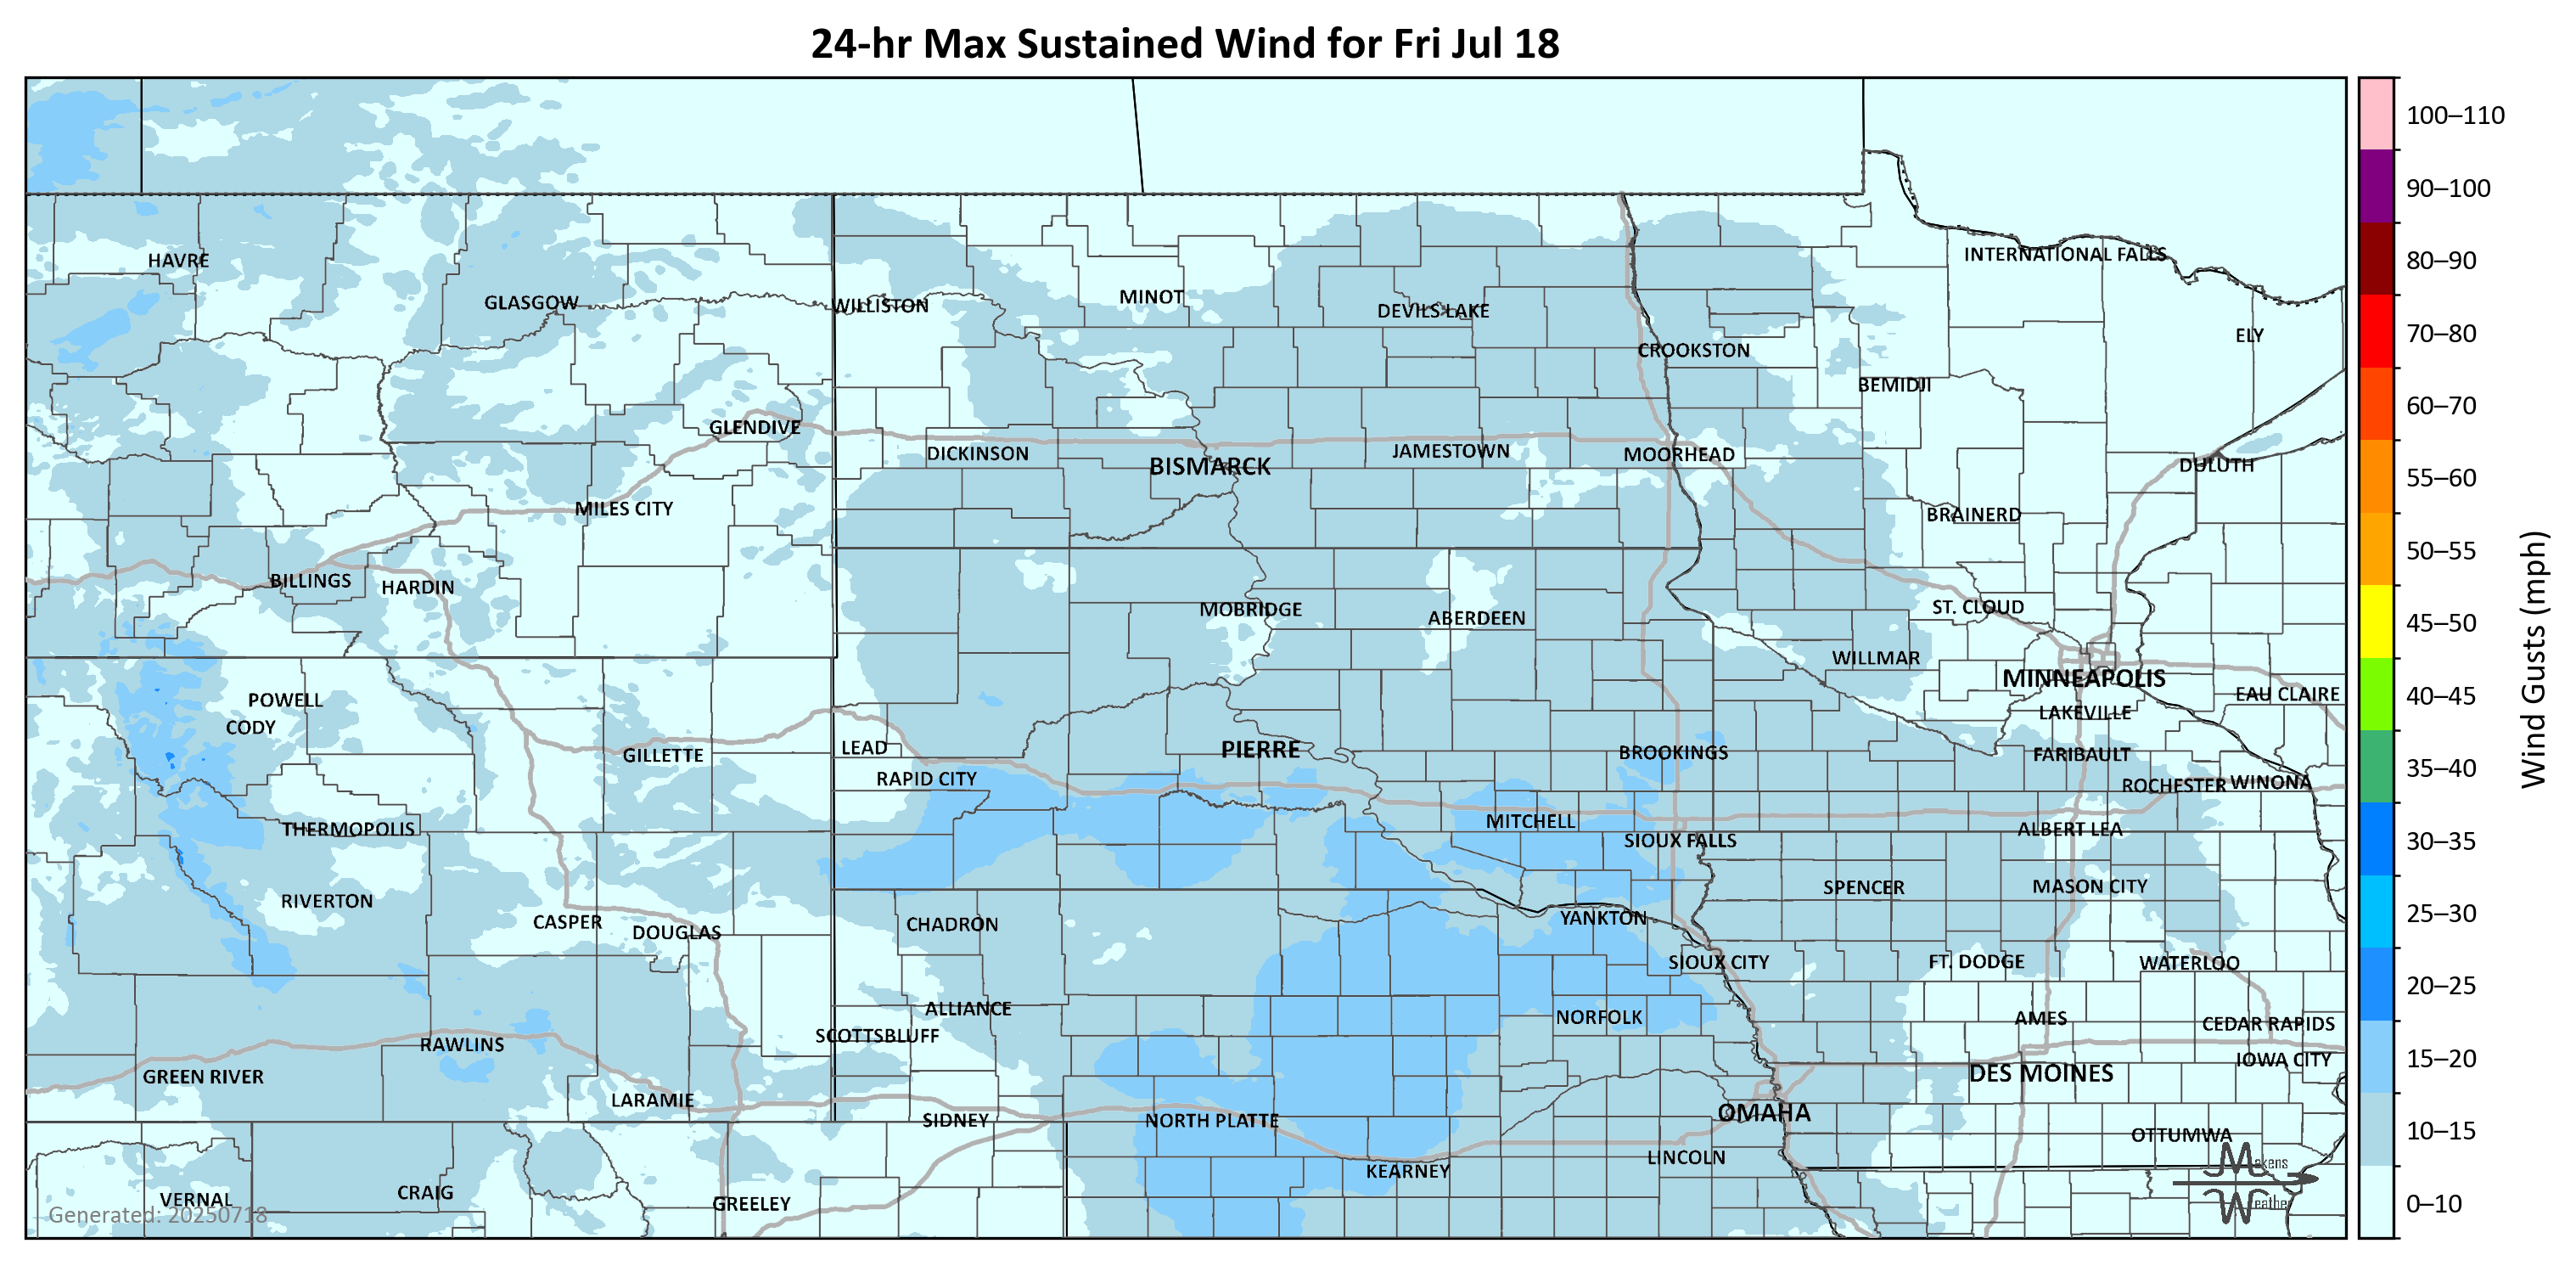 24-hr Max Sustained Wind for Fri Jul 18
100–110
90–100
80–90
70–80
60–70
55–60
50–55
45–50
40–45
35–40
30–35
25–30
20–25
15–20
10–15
0–10
Wind Gusts (mph)
INTERNATIONAL FALLS
HAVRE
GLASGOW
WILLISTON
MINOT
DEVILS LAKE
ELY
CROOKSTON
BEMIDJI
GLENDIVE
DICKINSON
BISMARCK
JAMESTOWN
MOORHEAD
DULUTH
MILES CITY
BRAINERD
BILLINGS
HARDIN
MOBRIDGE
ABERDEEN
ST. CLOUD
WILLMAR
MINNEAPOLIS
EAU CLAIRE
POWELL
CODY
LAKEVILLE
GILLETTE
LEAD
PIERRE
BROOKINGS
FARIBAULT
RAPID CITY
ROCHESTER
WINONA
THERMOPOLIS
MITCHELL
SIOUX FALLS
ALBERT LEA
RIVERTON
CASPER
DOUGLAS
CHADRON
YANKTON
SPENCER
MASON CITY
SIOUX CITY
FT. DODGE
WATERLOO
ALLIANCE
NORFOLK
AMES
CEDAR RAPIDS
SCOTTSBLUFF
RAWLINS
IOWA CITY
GREEN RIVER
DES MOINES
LARAMIE
SIDNEY
NORTH PLATTE
OMAHA
OTTUMWA
KEARNEY
LINCOLN
VERNAL
CRAIG
GREELEY
Generated: 20250718
Makens
Weather